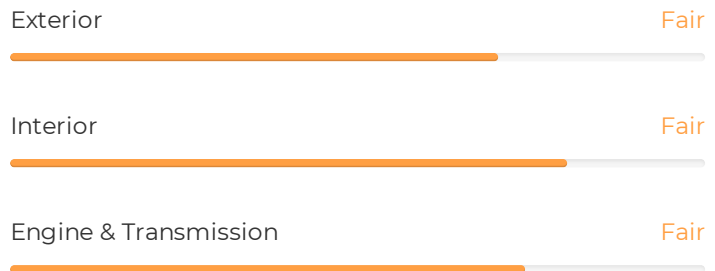 Exterior Fair
Interior Fair
Engine & Transmission Fair